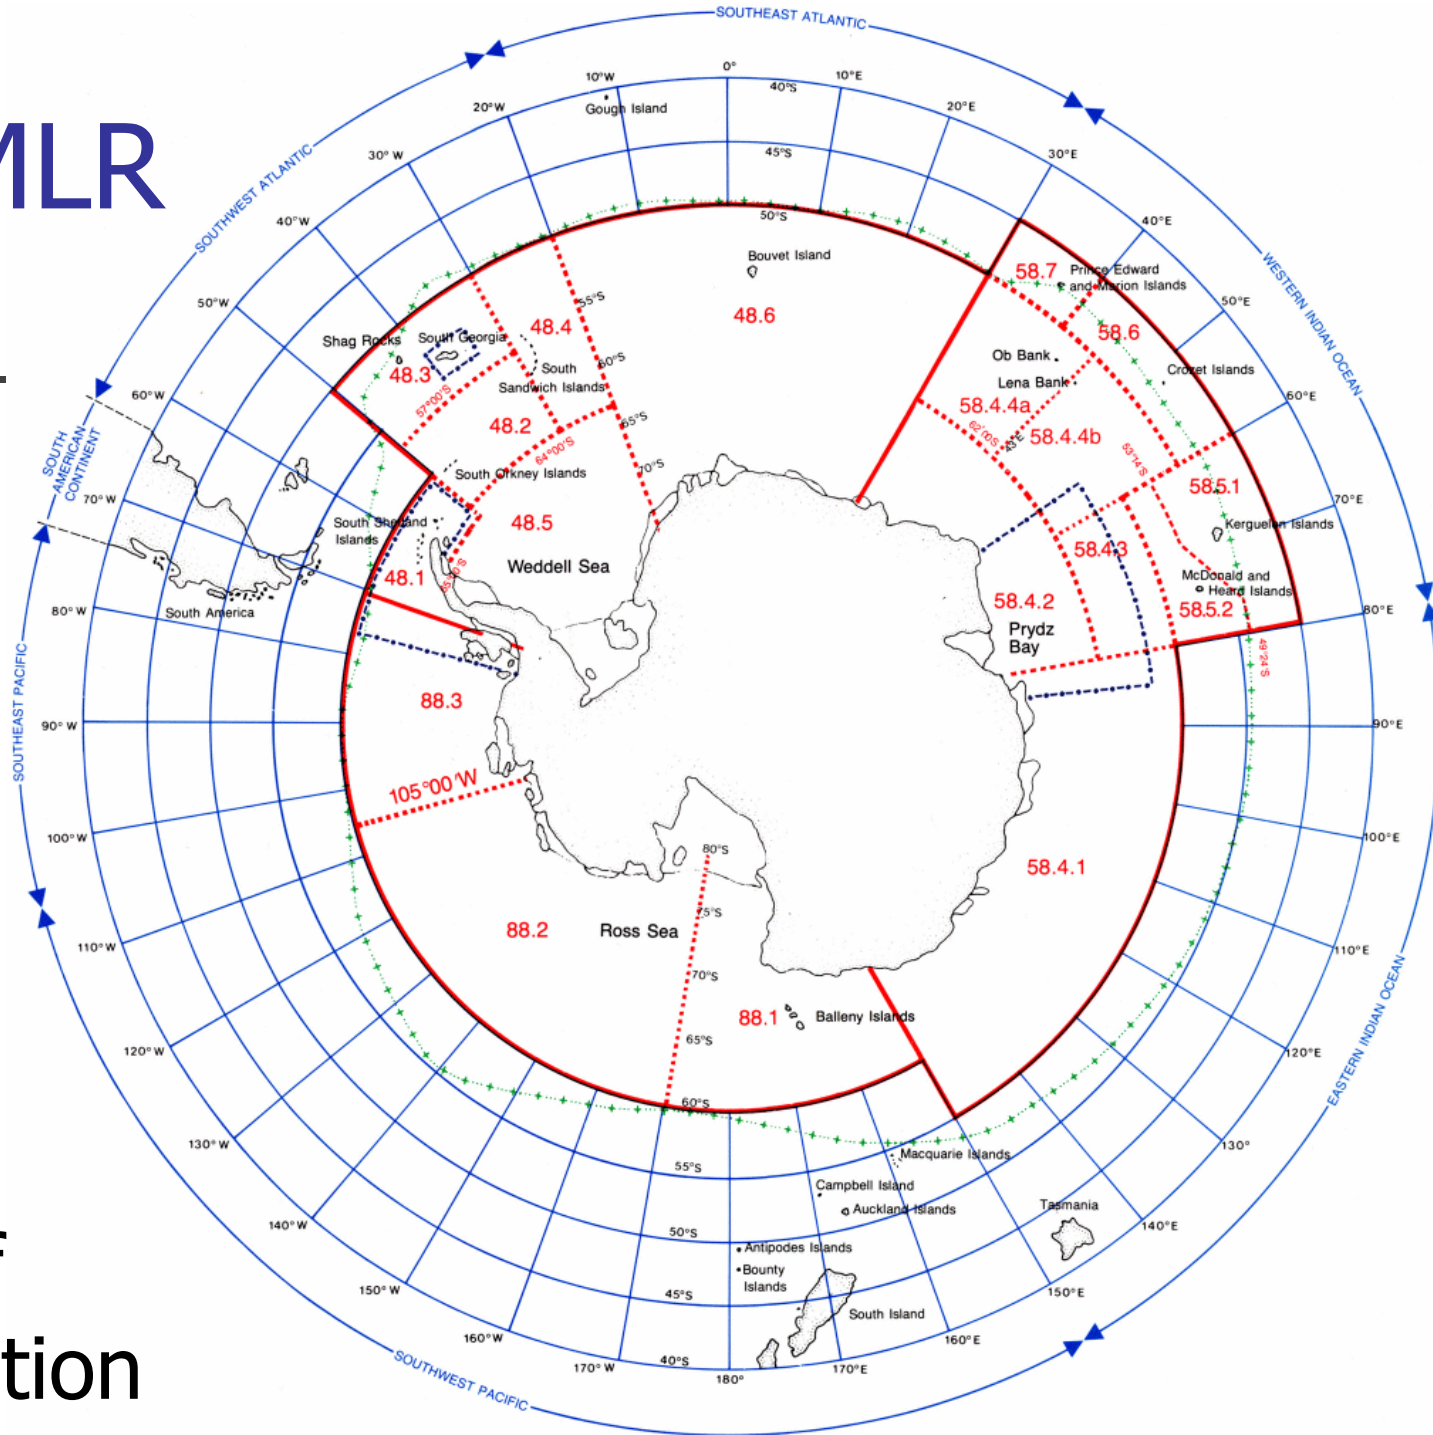 MLR
f
tion
SOUTHEAST ATLANTIC
SOUTHWEST ATLANTIC
WESTERN INDIAN OCEAN
EASTERN INDIAN OCEAN
SOUTHWEST PACIFIC
SOUTHEAST PACIFIC
SOUTH
AMERICAN
CONTINENT
0°
10°W
10°E
40°S
Gough Island
20°W
20°E
30° W
30°E
45°S
40°W
40°E
50°S
50°W
50°E
60°W
60°E
70° W
70°E
80° W
80°E
90° W
90°E
100°W
100°E
110°W
110°E
120°W
120°E
130° W
130°
140°W
140°E
150° W
150°E
160°W
160°E
170° W
170°E
180°
Bouvet Island
48.6
58.7
Prince Edward
and Marion Islands
58.6
Ob Bank
Lena Bank
Crozet Islands
58.4.4a
58.4.4b
62°00'S
43°E
53°14'S
58.5.1
Kerguelen Islands
58.4.3
McDonald and
Heard Islands
58.5.2
58.4.2
Prydz
Bay
49°24'S
55°S
60°S
65°S
70°S
48.4
Shag Rocks
South Georgia
48.3
South
Sandwich Islands
57°00'S
48.2
64°00'S
South Orkney Islands
48.5
South Shetland
Islands
48.1
Weddell Sea
South America
88.3
105°00'W
58.4.1
80°S
75°S
88.2
Ross Sea
70°S
88.1
Balleny Islands
65°S
60°S
Macquarie Islands
55°S
Campbell Island
Auckland Islands
Tasmania
50°S
Antipodes Islands
Bounty
Islands
45°S
South Island
40°S